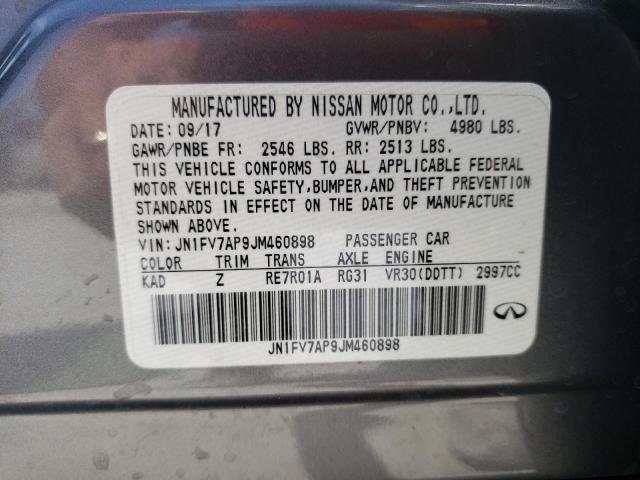 MANUFACTURED BY NISSAN MOTOR CO.,LTD.
DATE: 09/17 GVWR/PNBV: 4980 LBS.
GAWR/PNBE FR: 2546 LBS. RR: 2513 LBS.
THIS VEHICLE CONFORMS TO ALL APPLICABLE FEDERAL
MOTOR VEHICLE SAFETY,BUMPER,AND THEFT PREVENTION
STANDARDS IN EFFECT ON THE DATE OF MANUFACTURE
SHOWN ABOVE.
VIN: JN1FV7AP9JM460898 PASSENGER CAR
COLOR TRIM TRANS AXLE ENGINE
KAD Z RE7R01A RG31 VR30(DDTT) 2997CC
JN1FV7AP9JM460898